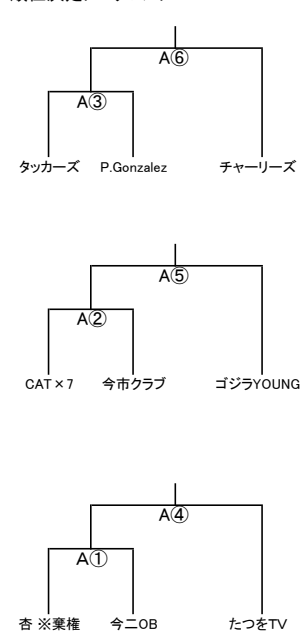 A⑥
A③
タッカーズ P.Gonzalez チャーリーズ
A⑤
A②
CAT×7 今市クラブ ゴジラYOUNG
A④
A①
杏 ※棄権 今二OB たつをTV